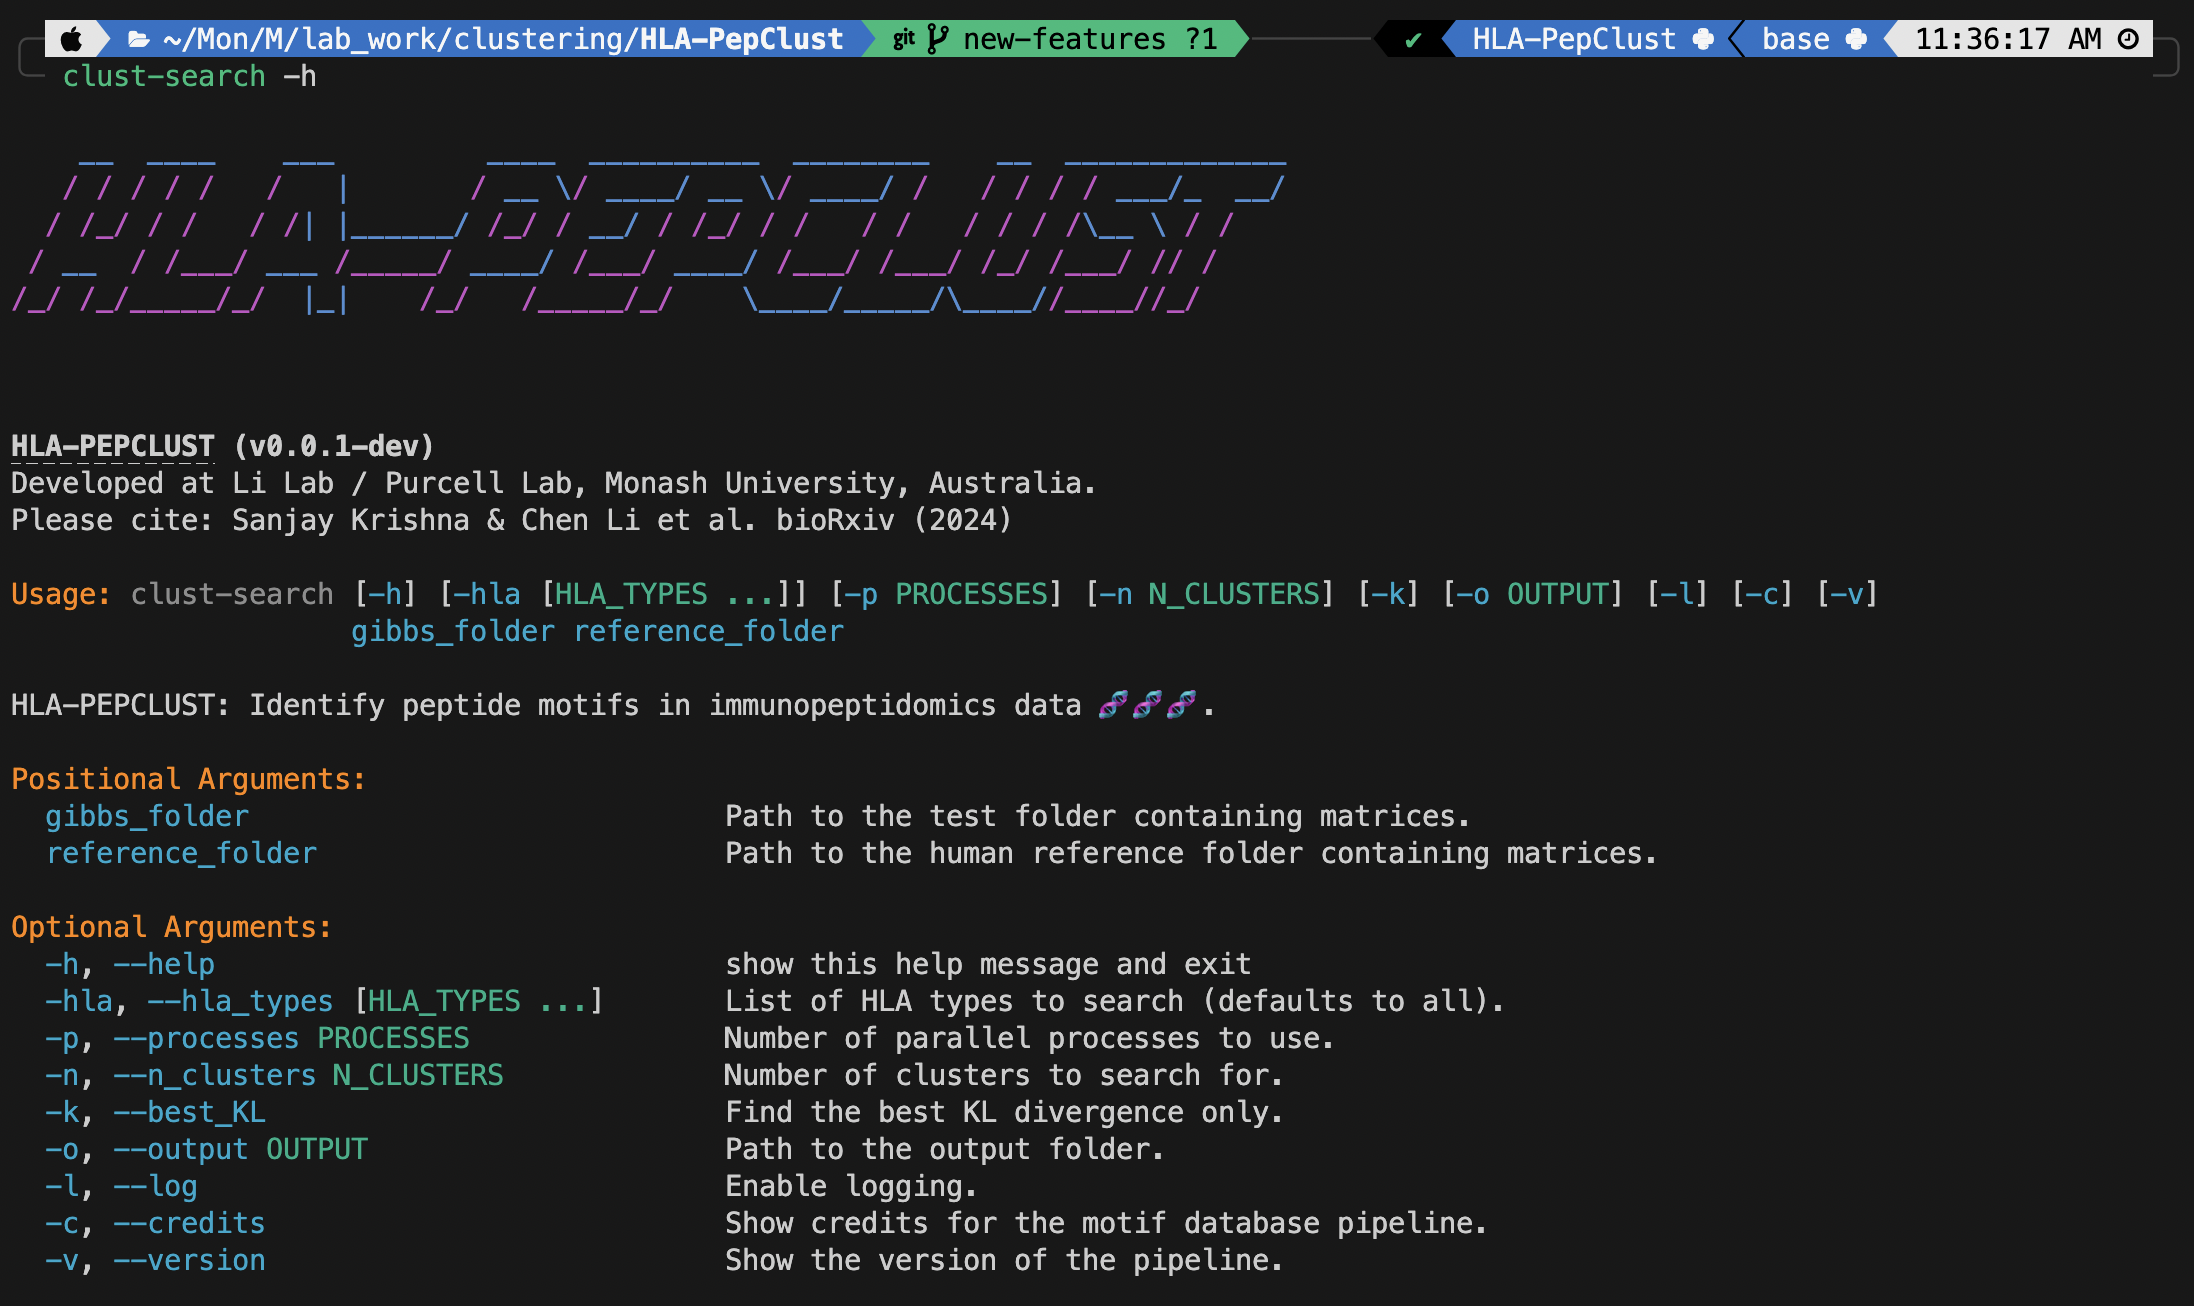 ~/Mon/M/lab_work/clustering/HLA-PepClust git new-features ?1 ✔ HLA-PepClust base 11:36:17 AM
clust-search -h
HLA-PEPCLUST
HLA-PEPCLUST (v0.0.1-dev)
Developed at Li Lab / Purcell Lab, Monash University, Australia.
Please cite: Sanjay Krishna & Chen Li et al. bioRxiv (2024)
Usage: clust-search [-h] [-hla [HLA_TYPES ...]] [-p PROCESSES] [-n N_CLUSTERS] [-k] [-o OUTPUT] [-l] [-c] [-v]
gibbs_folder reference_folder
HLA-PEPCLUST: Identify peptide motifs in immunopeptidomics data 🧬🧬🧬.
Positional Arguments:
gibbs_folder Path to the test folder containing matrices.
reference_folder Path to the human reference folder containing matrices.
Optional Arguments:
-h, --help show this help message and exit
-hla, --hla_types [HLA_TYPES ...] List of HLA types to search (defaults to all).
-p, --processes PROCESSES Number of parallel processes to use.
-n, --n_clusters N_CLUSTERS Number of clusters to search for.
-k, --best_KL Find the best KL divergence only.
-o, --output OUTPUT Path to the output folder.
-l, --log Enable logging.
-c, --credits Show credits for the motif database pipeline.
-v, --version Show the version of the pipeline.